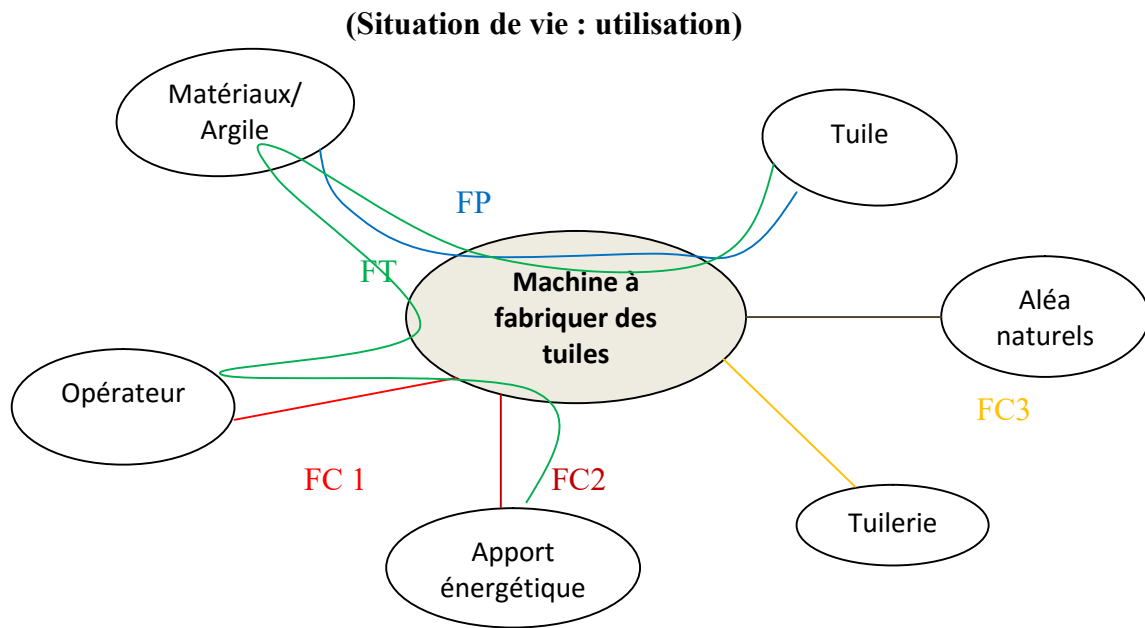 (Situation de vie : utilisation)
Matériaux/
Argile
Tuile
FP
FT
Machine à
fabriquer des
tuiles
Aléa
naturels
Opérateur
FC3
FC 1
FC2
Tuilerie
Apport
énergétique